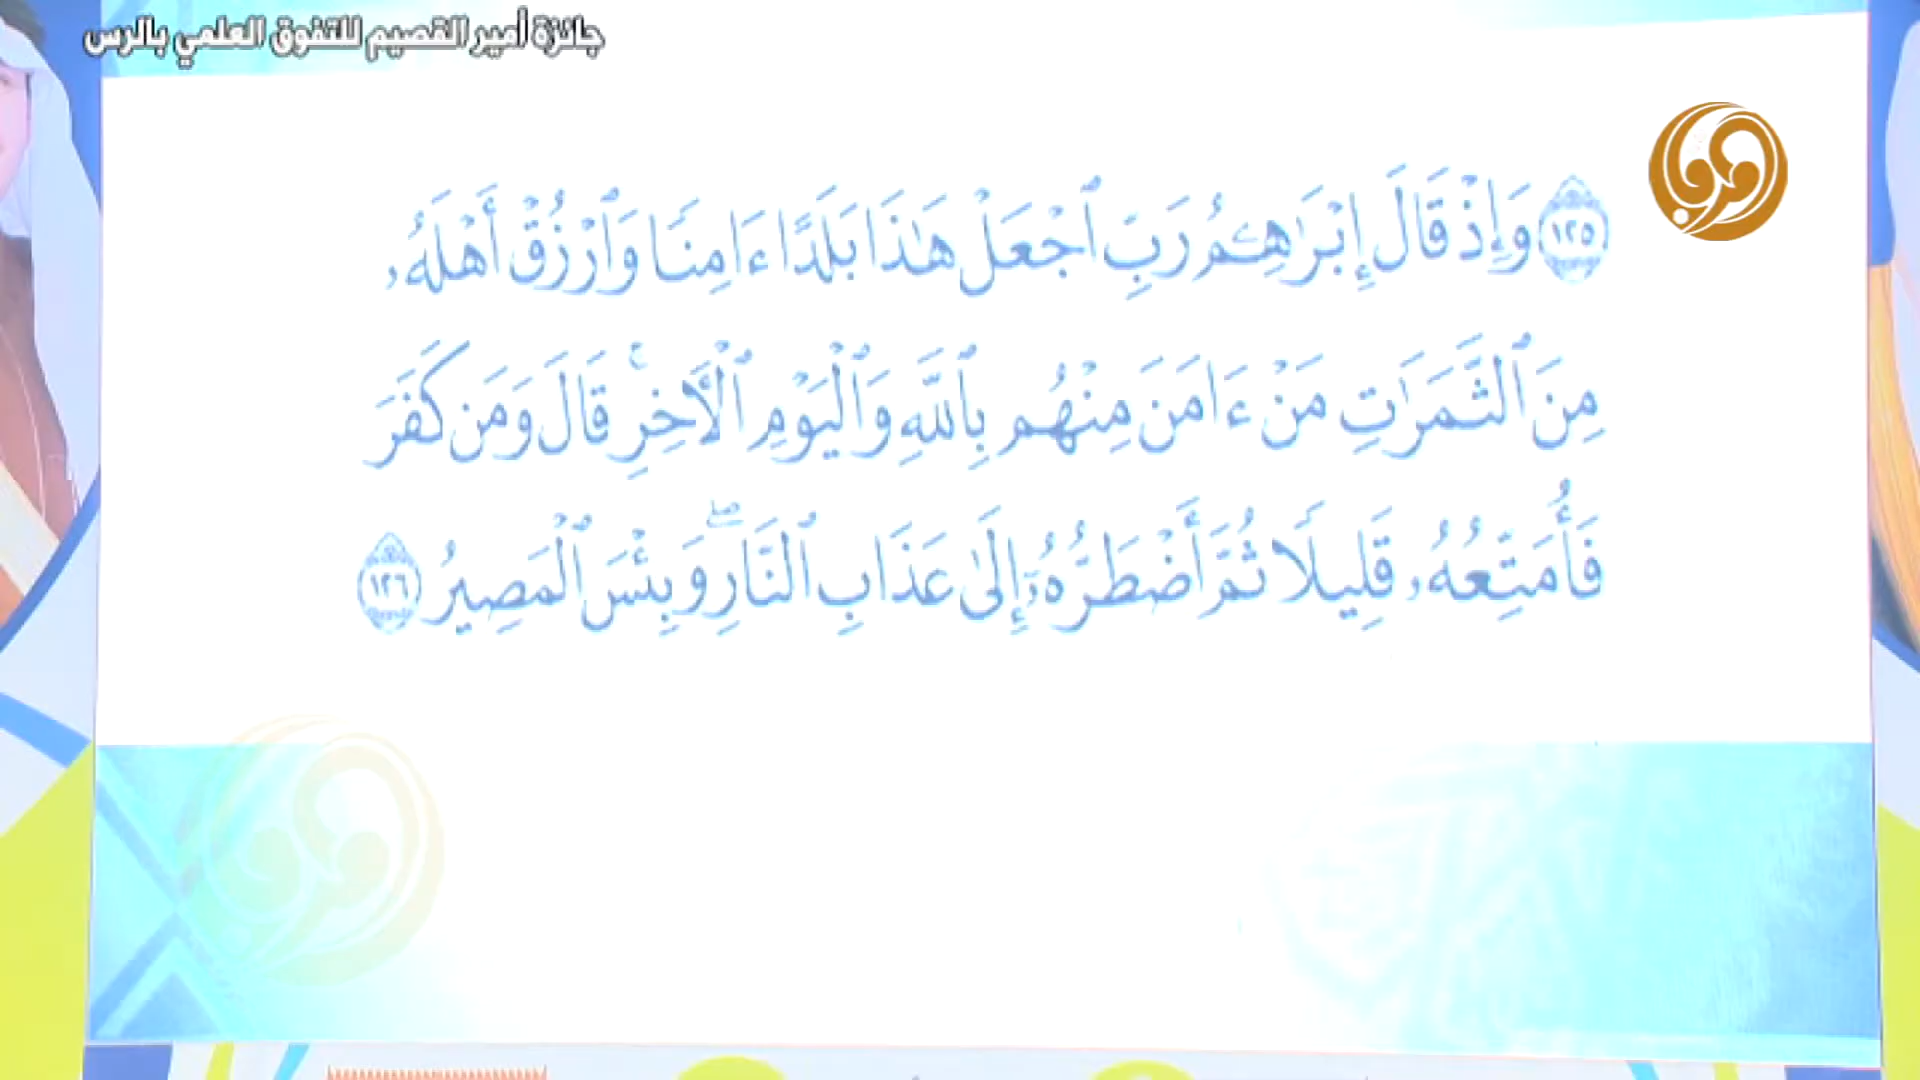 جائزة أمير القصيم للتفوق العلمي بالرس
١٢٥ وَإِذْ قَالَ إِبْرَٰهِـۧمُ رَبِّ ٱجْعَلْ هَٰذَا بَلَدًا ءَامِنًا وَٱرْزُقْ أَهْلَهُۥ
مِنَ ٱلثَّمَرَٰتِ مَنْ ءَامَنَ مِنْهُم بِٱللَّهِ وَٱلْيَوْمِ ٱلْأَخِرِ ۚ قَالَ وَمَن كَفَرَ
فَأُمَتِّعُهُۥ قَلِيلًا ثُمَّ أَضْطَرُّهُۥٓ إِلَىٰ عَذَابِ ٱلنَّارِ ۖ وَبِئْسَ ٱلْمَصِيرُ ١٢٦